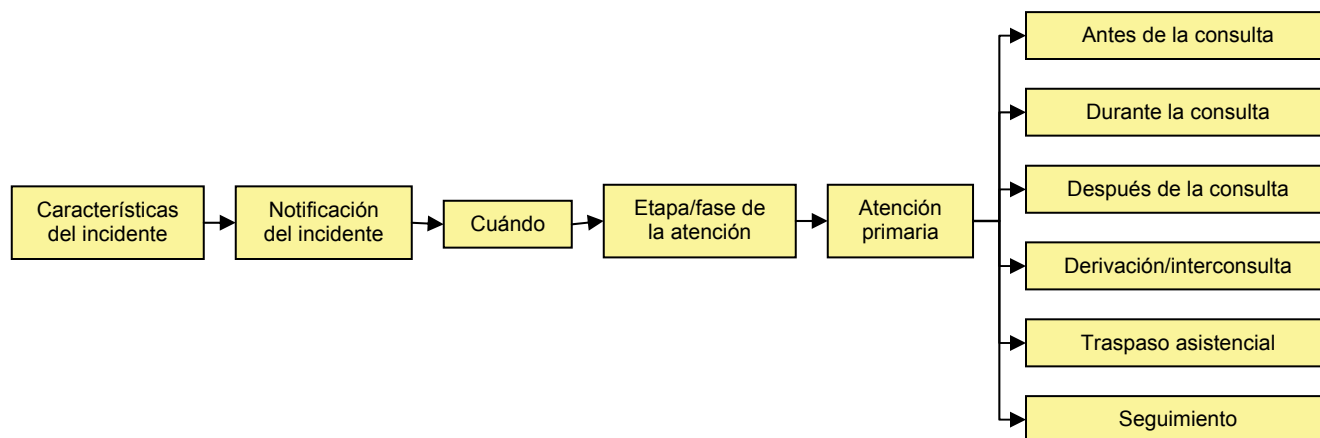 Características
del incidente
Notificación
del incidente
Cuándo
Etapa/fase de
la atención
Atención
primaria
Antes de la consulta
Durante la consulta
Después de la consulta
Derivación/interconsulta
Traspaso asistencial
Seguimiento